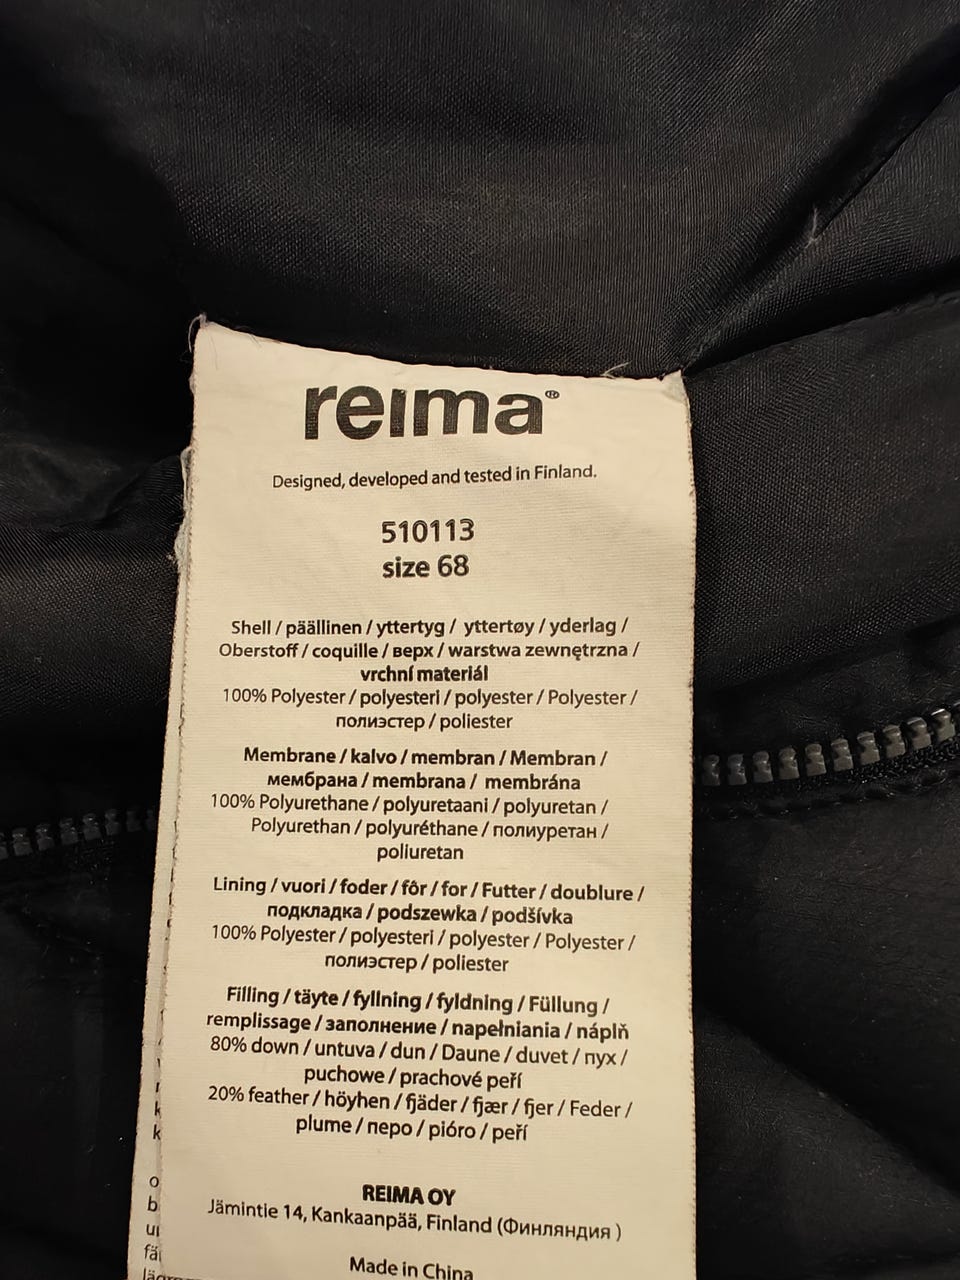 reima®
Designed, developed and tested in Finland.
510113
size 68
Shell / päällinen / yttertyg / yttertøy / yderlag /
Oberstoff / coquille / верх / warstwa zewnętrzna /
vrchní materiál
100% Polyester / polyesteri / polyester / Polyester /
полиэстер / poliester
Membrane / kalvo / membran / Membran /
мембрана / membrana / membrána
100% Polyurethane / polyuretaani / polyuretan /
Polyurethan / polyuréthane / полиуретан /
poliuretan
Lining / vuori / foder / fôr / for / Futter / doublure /
подкладка / podszewka / podšívka
100% Polyester / polyesteri / polyester / Polyester /
полиэстер / poliester
Filling / täyte / fyllning / fyldning / Füllung /
remplissage / заполнение / napełniania / náplň
80% down / untuva / dun / Daune / duvet / пух /
puchowe / prachové peří
20% feather / höyhen / fjäder / fjær / fjer / Feder /
plume / перо / pióro / peří
REIMA OY
Jämintie 14, Kankaanpää, Finland (Финляндия )
Made in China